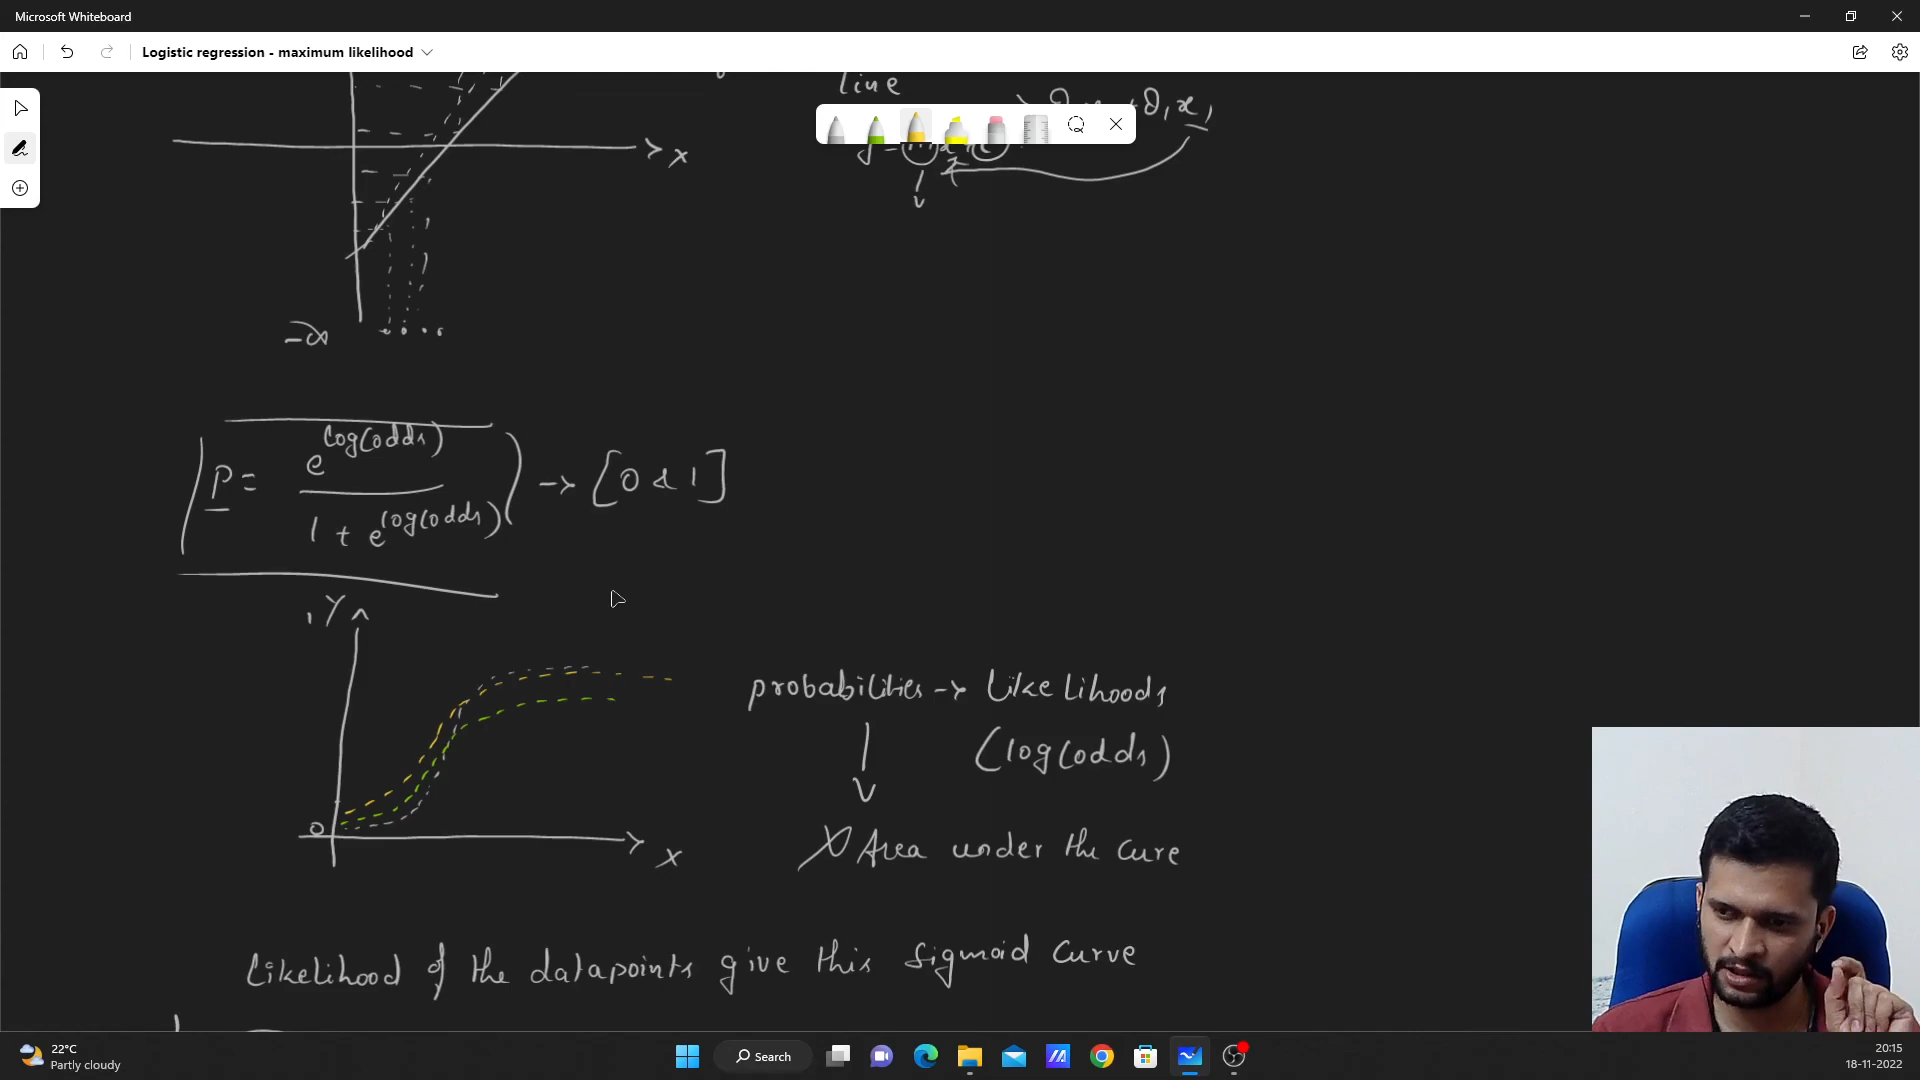 Microsoft Whiteboard
Logistic regression - maximum likelihood
line
x
-∞
P = e^log(odds) / 1 + e^log(odds) -> [0 & 1]
Y
probabilities -> Likelihoods
(log(odds)
0
x
Area under the cure
Likelihood of the datapoints give this sigmoid curve
22°C
Partly cloudy
Search
20:15
18-11-2022